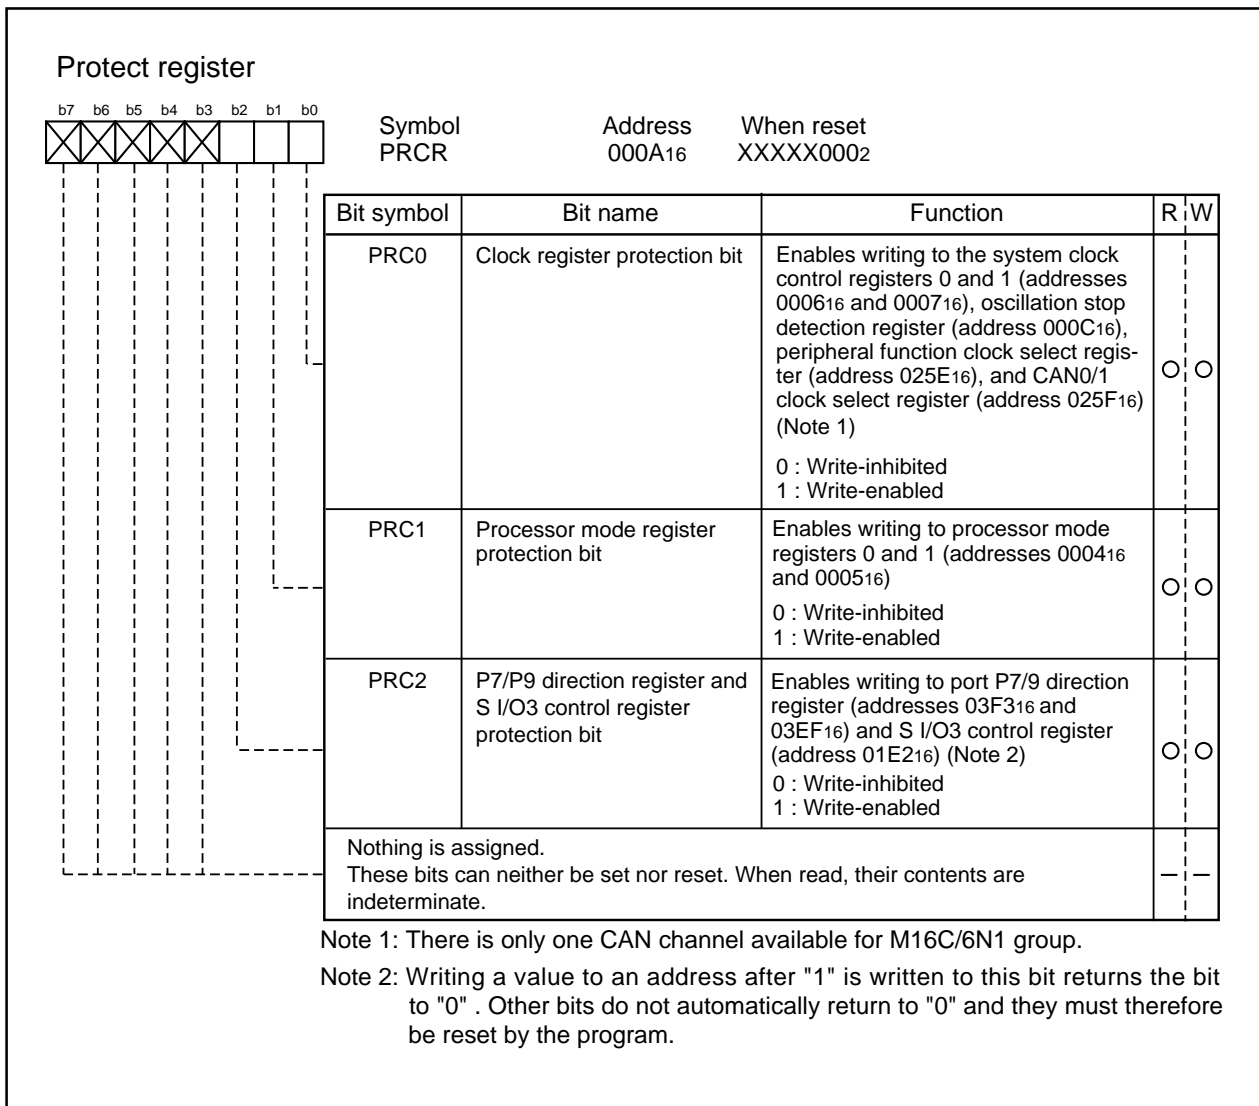 Protect register
b7 b6 b5 b4 b3 b2 b1 b0
Symbol Address When reset
PRCR 000A16 XXXXX0002
Bit symbol Bit name Function R W
PRC0 Clock register protection bit
Enables writing to the system clock
control registers 0 and 1 (addresses
000616 and 000716), oscillation stop
detection register (address 000C16),
peripheral function clock select regis-
ter (address 025E16), and CAN0/1
clock select register (address 025F16)
(Note 1)
0 : Write-inhibited
1 : Write-enabled
PRC1 Processor mode register
protection bit
Enables writing to processor mode
registers 0 and 1 (addresses 000416
and 000516)
0 : Write-inhibited
1 : Write-enabled
PRC2 P7/P9 direction register and
S I/O3 control register
protection bit
Enables writing to port P7/9 direction
register (addresses 03F316 and
03EF16) and S I/O3 control register
(address 01E216) (Note 2)
0 : Write-inhibited
1 : Write-enabled
Nothing is assigned.
These bits can neither be set nor reset. When read, their contents are
indeterminate.
Note 1: There is only one CAN channel available for M16C/6N1 group.
Note 2: Writing a value to an address after "1" is written to this bit returns the bit
to "0" . Other bits do not automatically return to "0" and they must therefore
be reset by the program.